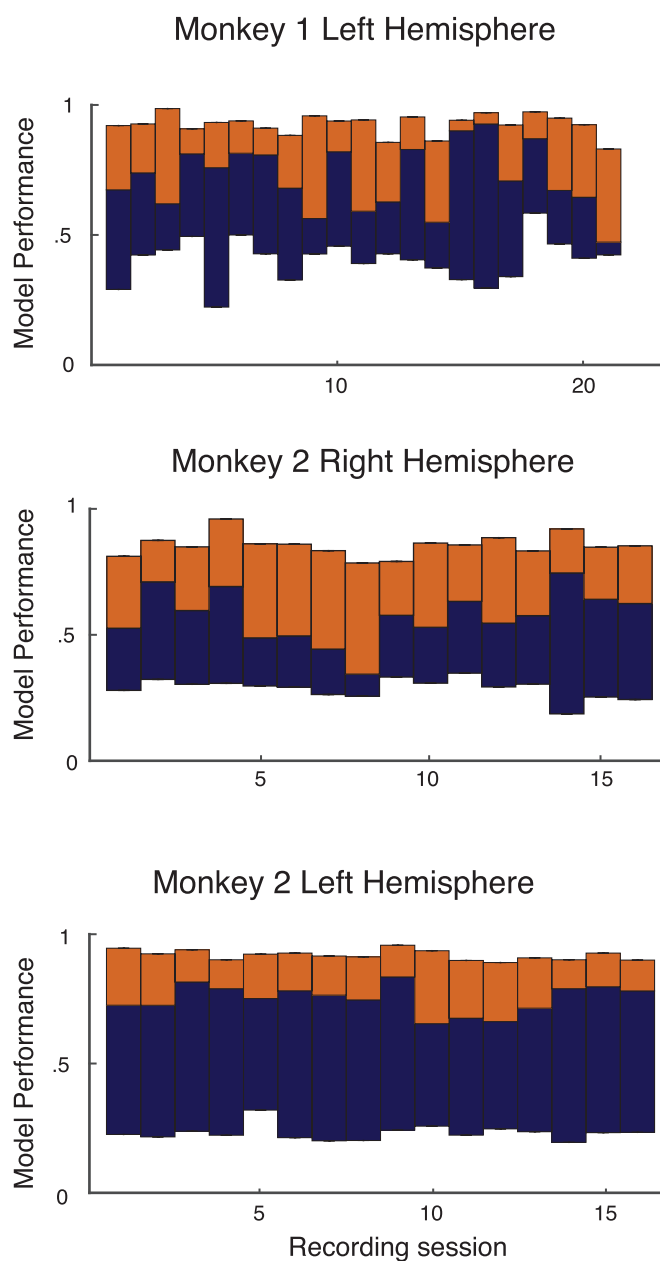 Monkey 1 Left Hemisphere
Model Performance
1
.5
0
10
20
Monkey 2 Right Hemisphere
Model Performance
1
.5
0
5
10
15
Monkey 2 Left Hemisphere
Model Performance
1
.5
0
5
10
15
Recording session